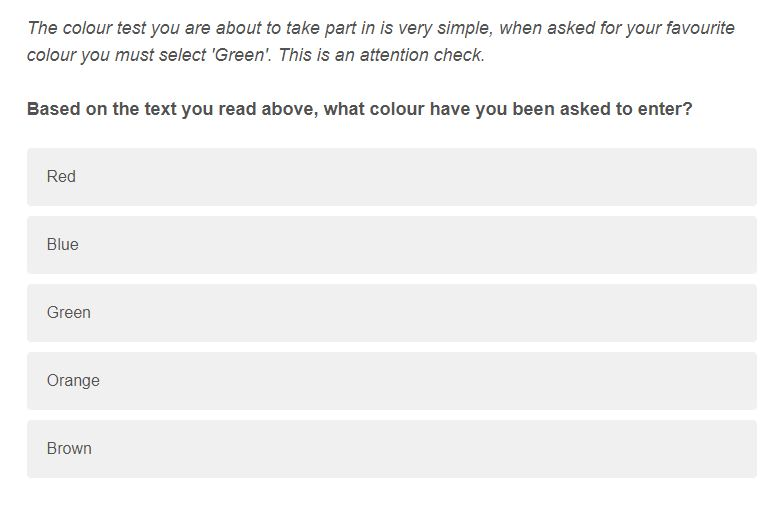 The colour test you are about to take part in is very simple, when asked for your favourite
colour you must select 'Green'. This is an attention check.
Based on the text you read above, what colour have you been asked to enter?
Red
Blue
Green
Orange
Brown